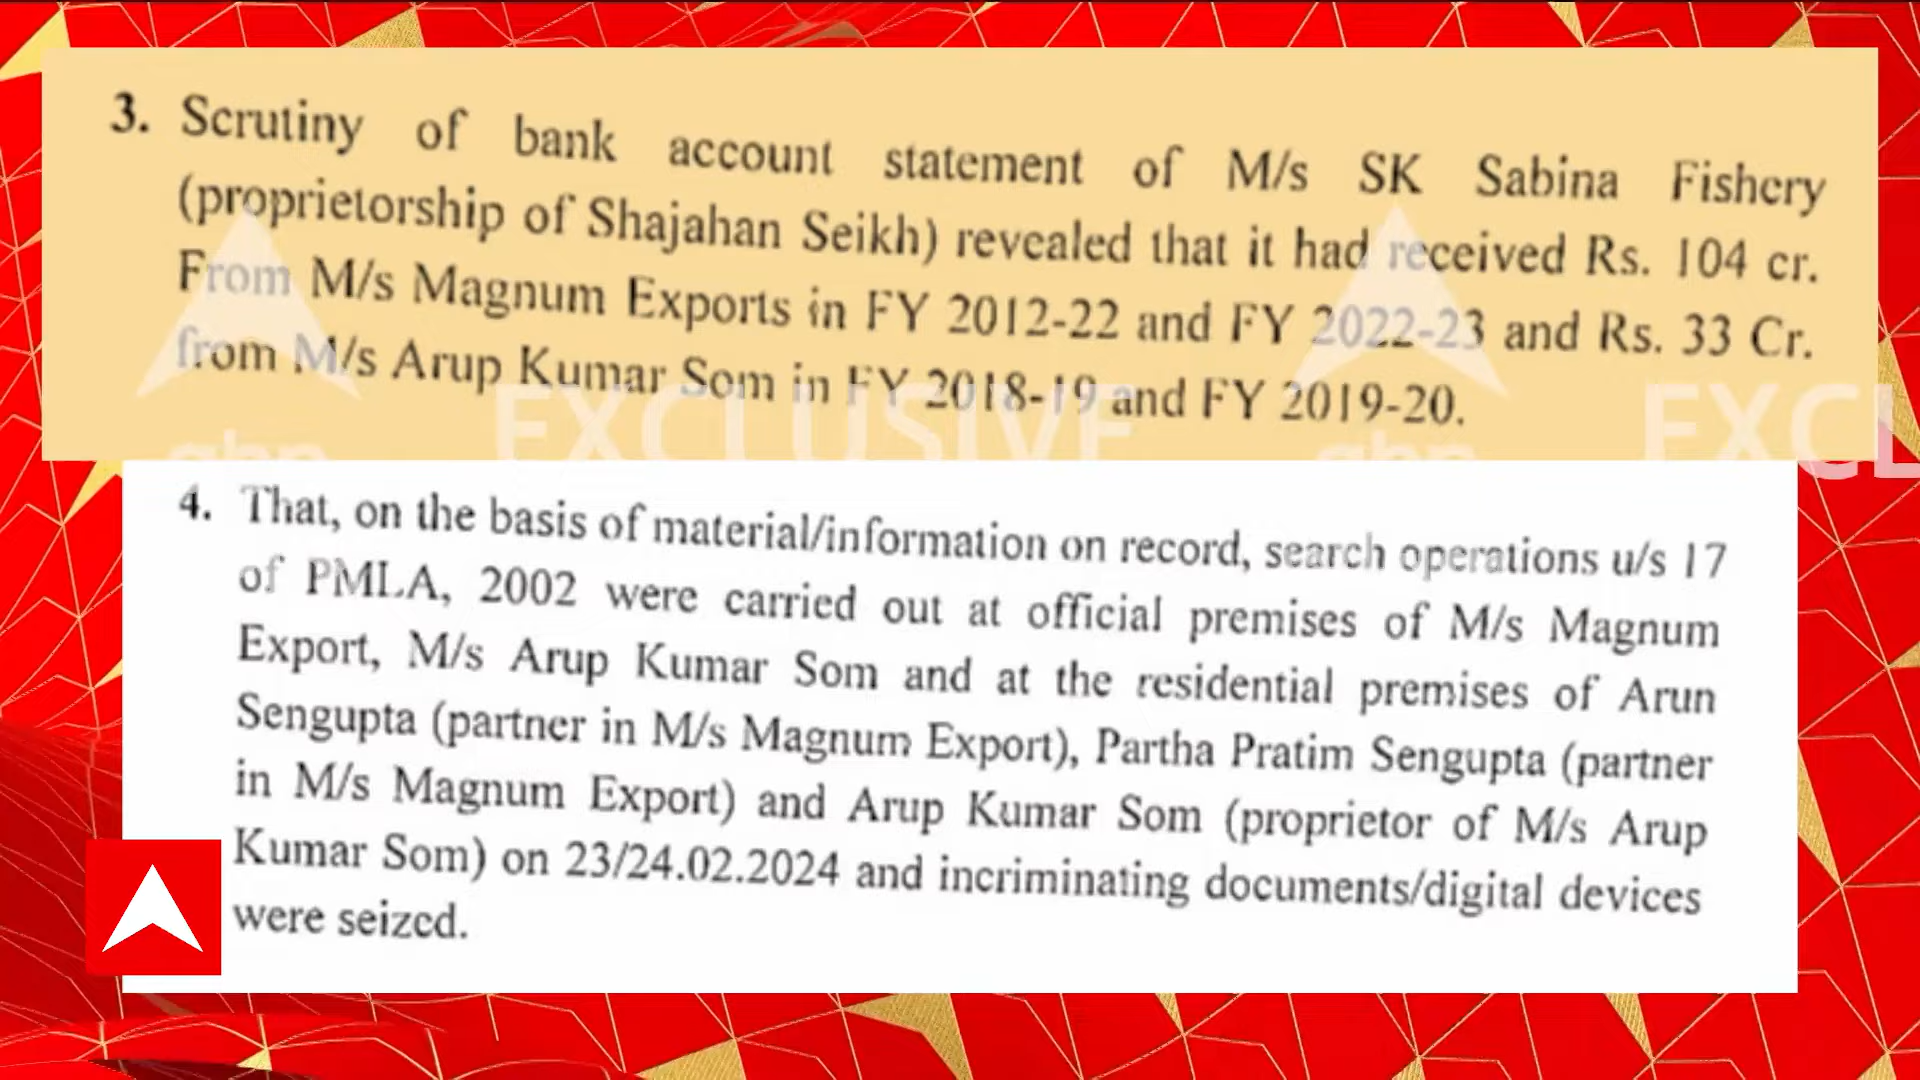 3. Scrutiny of bank account statement of M/s SK Sabina Fishery
(proprietorship of Shajahan Seikh) revealed that it had received Rs. 104 cr.
From M/s Magnum Exports in FY 2012-22 and FY 2022-23 and Rs. 33 Cr.
from M/s Arup Kumar Som in FY 2018-19 and FY 2019-20.
abp EXCLUSIVE abp EXCL
4. That, on the basis of material/information on record, search operations u/s 17
of PMLA, 2002 were carried out at official premises of M/s Magnum
Export, M/s Arup Kumar Som and at the residential premises of Arun
Sengupta (partner in M/s Magnum Export), Partha Pratim Sengupta (partner
in M/s Magnum Export) and Arup Kumar Som (proprietor of M/s Arup
Kumar Som) on 23/24.02.2024 and incriminating documents/digital devices
were seized.